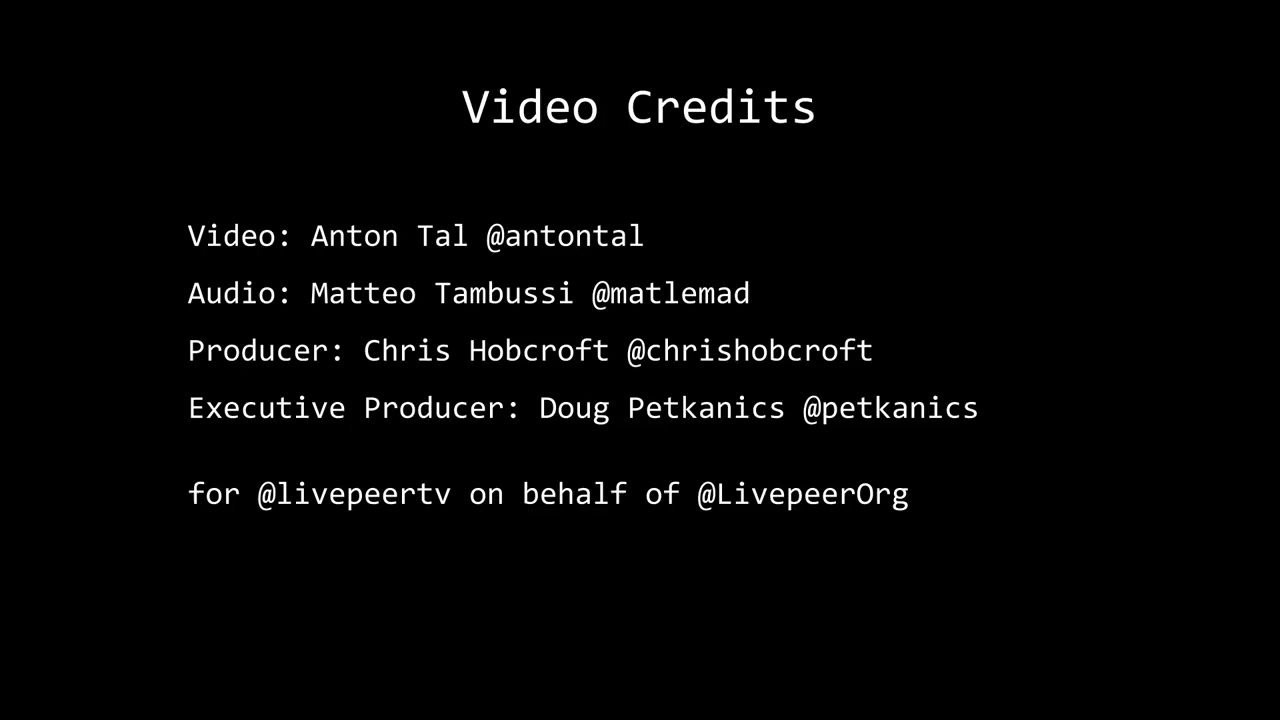 Video Credits
Video: Anton Tal @antontal
Audio: Matteo Tambussi @matlemad
Producer: Chris Hobcroft @chrishobcroft
Executive Producer: Doug Petkanics @petkanics
for @livepeertv on behalf of @LivepeerOrg